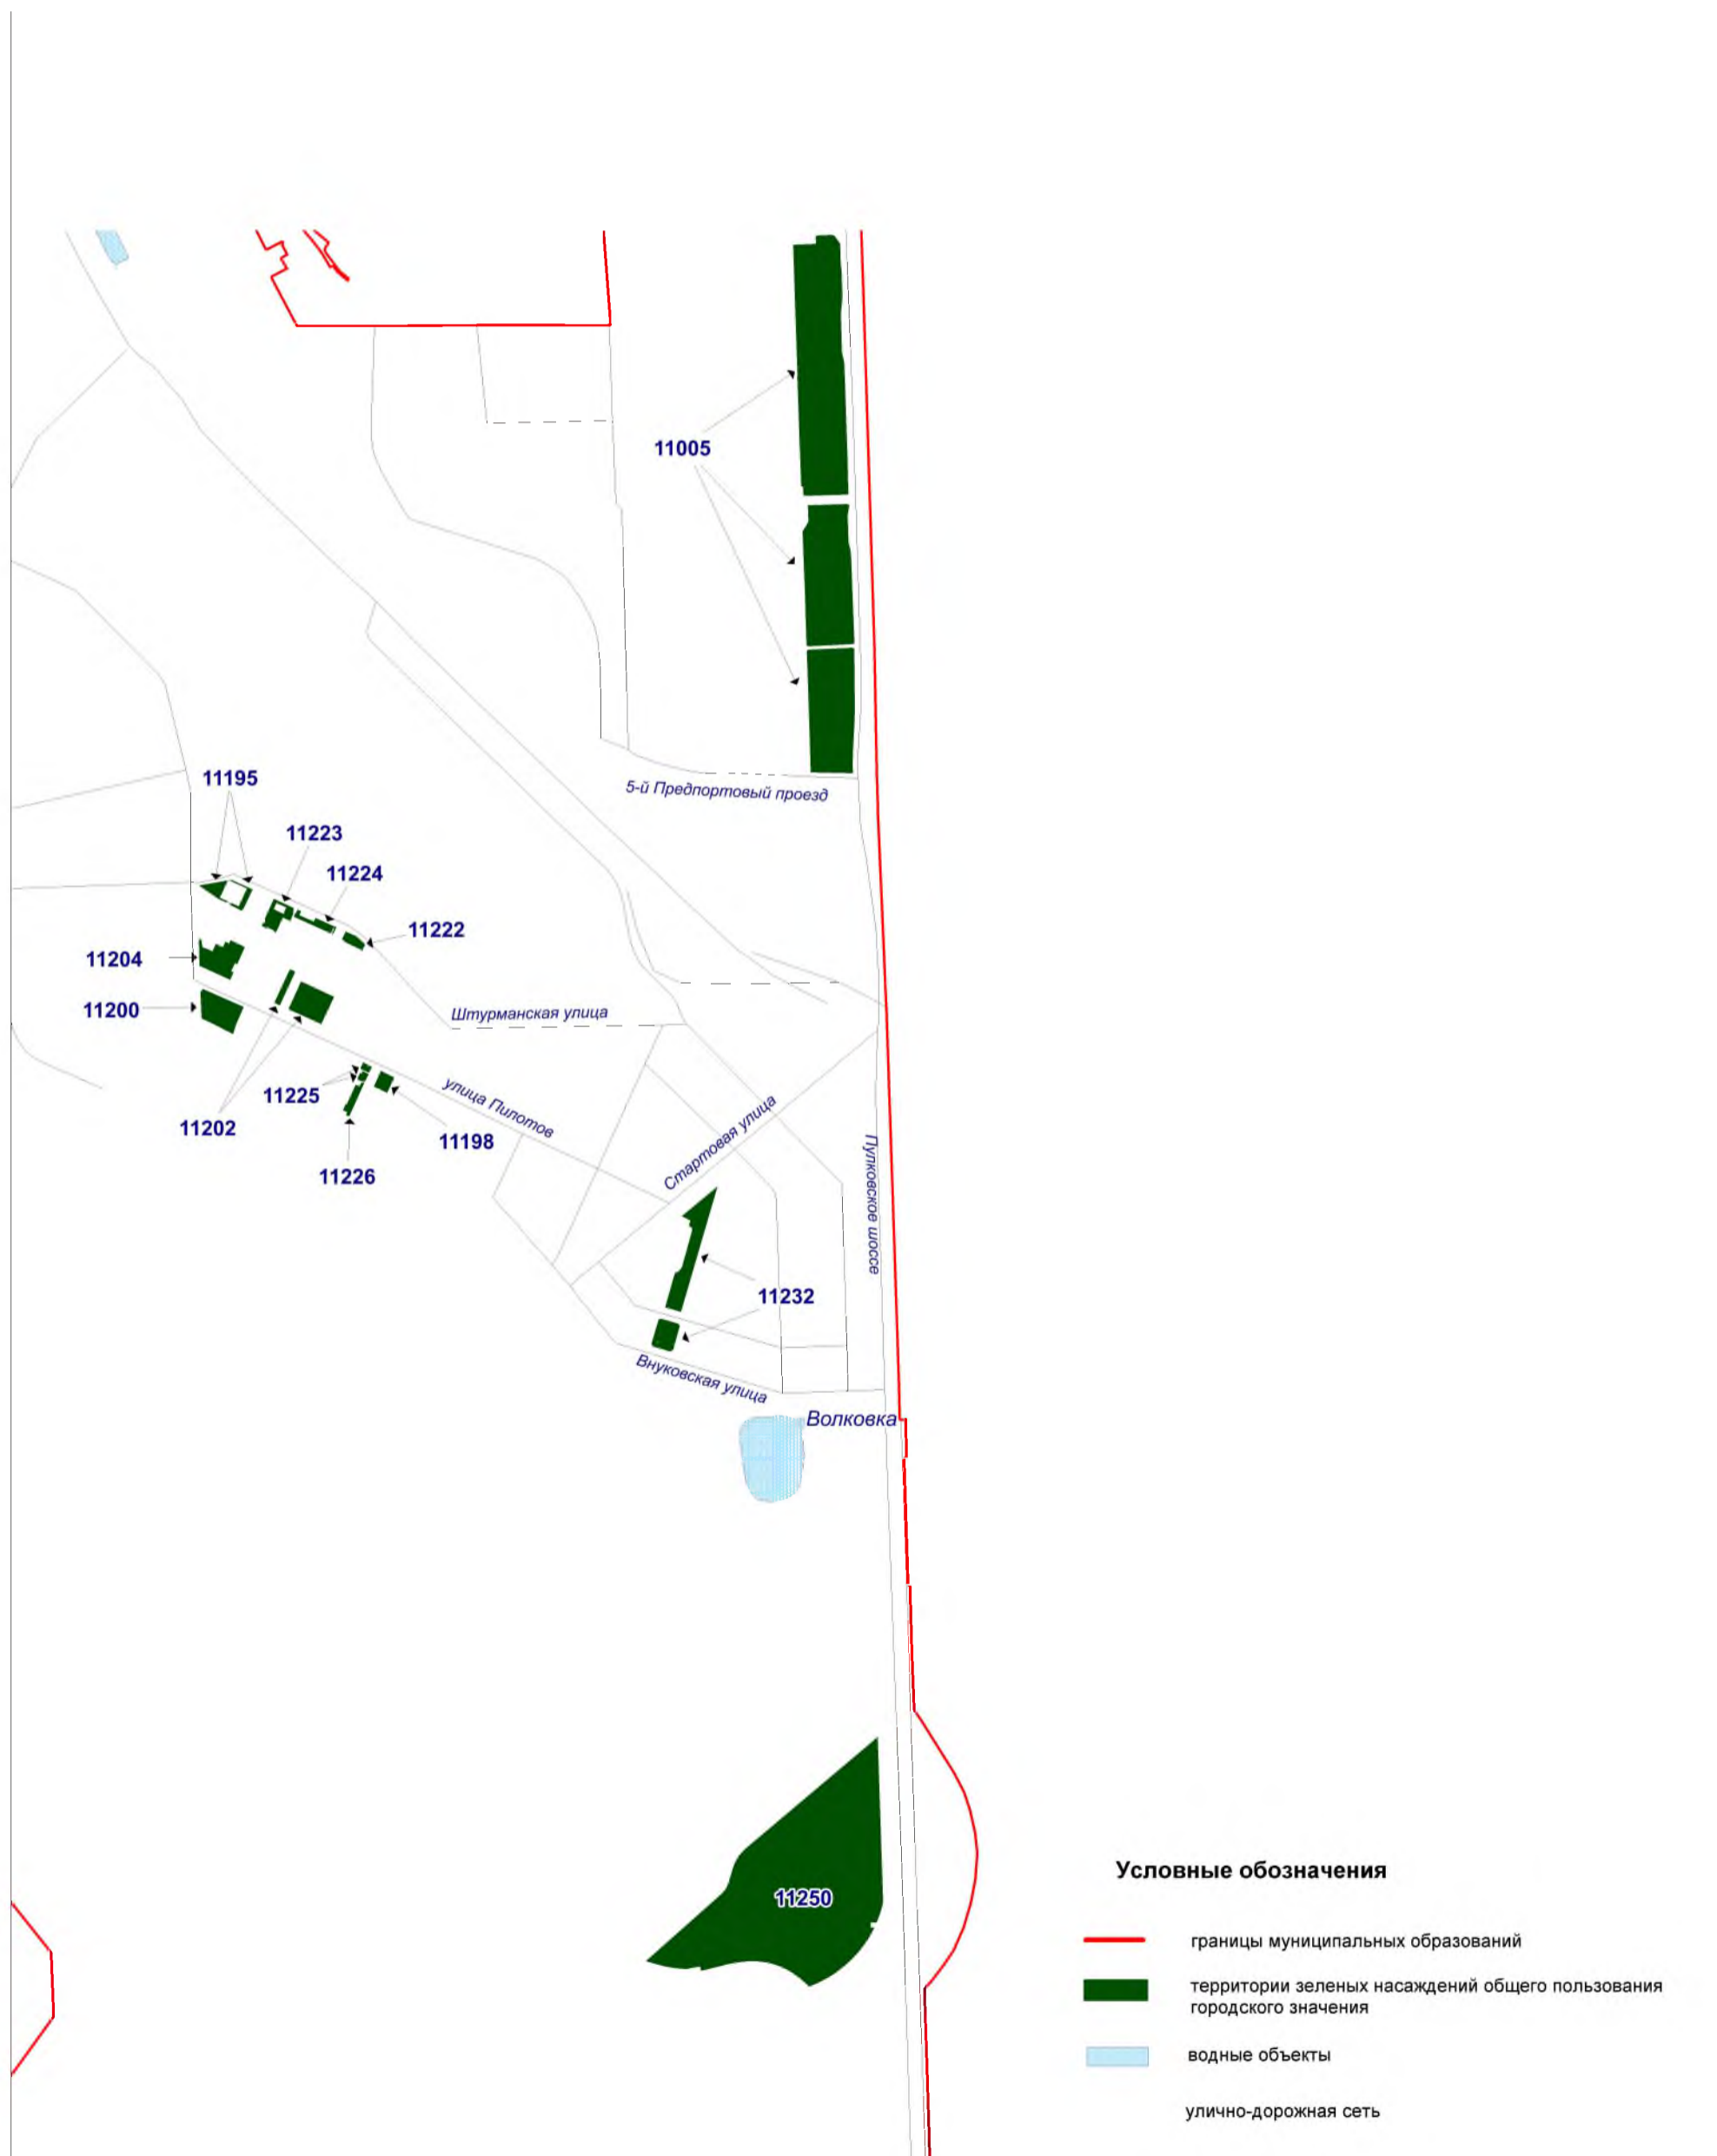 11005
11195
5-й Предпортовый проезд
11223
11224
11222
11204
11200
Штурманская улица
11225
улица Пилотов
11202
11198
Стартовая улица
Пулковское шоссе
11226
11232
Внуковская улица
Волковка
11250
Условные обозначения
границы муниципальных образований
территории зеленых насаждений общего пользования
городского значения
водные объекты
улично-дорожная сеть